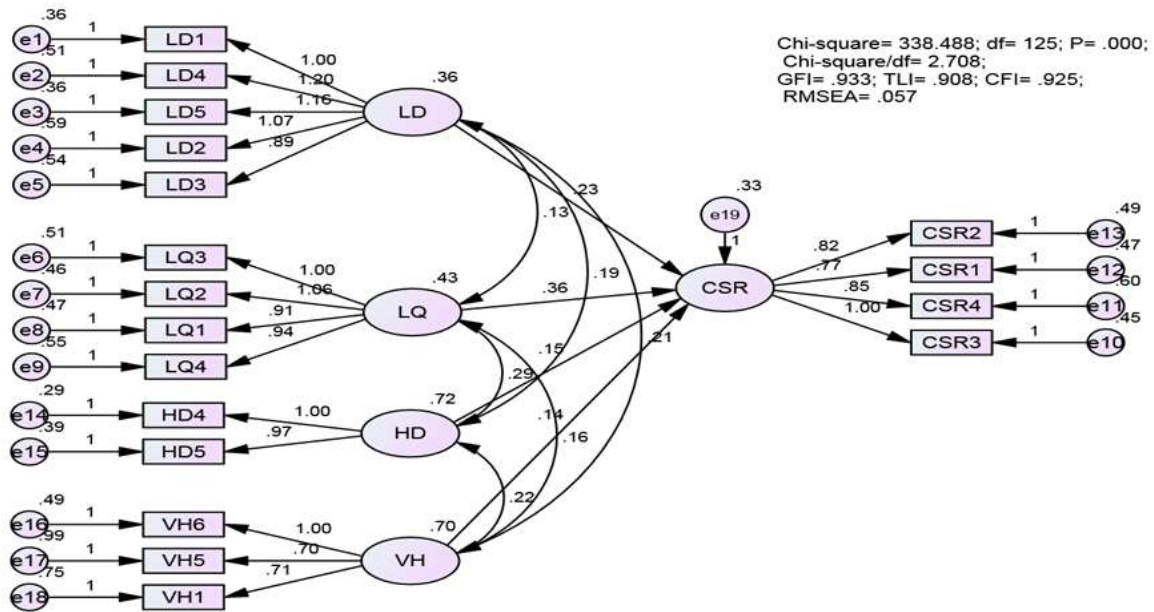 Chi-square= 338.488; df= 125; P= .000;
Chi-square/df= 2.708;
GFI= .933; TLI= .908; CFI= .925;
RMSEA= .057
.36
e1 1 LD1 1.00
.51
e2 1 LD4 1.20
.36
e3 1 LD5 1.16
.59
e4 1 LD2 1.07
.54
e5 1 LD3 .89
.36
LD
.51
e6 1 LQ3 1.00
.46
e7 1 LQ2 1.06
.47
e8 1 LQ1 .91
.55
e9 1 LQ4 .94
.43
LQ
.29
e14 1 HD4 1.00
.39
e15 1 HD5 .97
.72
HD
.49
e16 1 VH6 1.00
.99
e17 1 VH5 .70
.75
e18 1 VH1 .71
.70
VH
.23
.13
.19
.36
.15
.21
.29
.14
.16
.22
.33
e19
1
CSR
.49
.82 CSR2 1 e13
.47
.77 CSR1 1 e12
.60
.85 CSR4 1 e11
.45
1.00 CSR3 1 e10